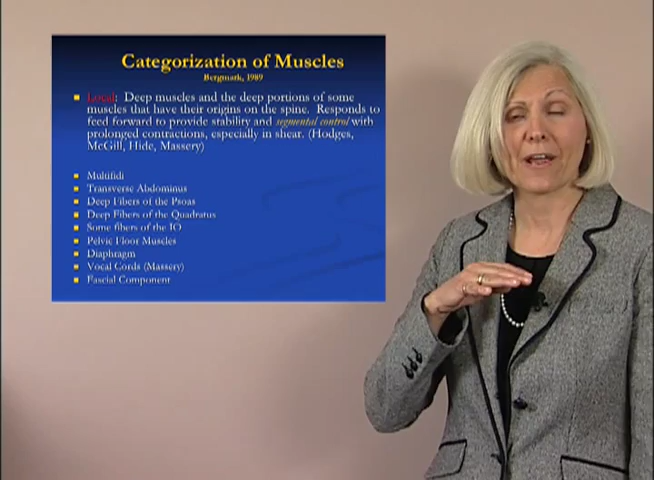 Categorization of Muscles
Bergmark, 1989
Local: Deep muscles and the deep portions of some
muscles that have their origins on the spine. Responds to
feed forward to provide stability and segmental control with
prolonged contractions, especially in shear. (Hodges,
McGill, Hide, Massery)
Multifidi
Transverse Abdominus
Deep Fibers of the Psoas
Deep Fibers of the Quadratus
Some fibers of the IO
Pelvic Floor Muscles
Diaphragm
Vocal Cords (Massery)
Fascial Component